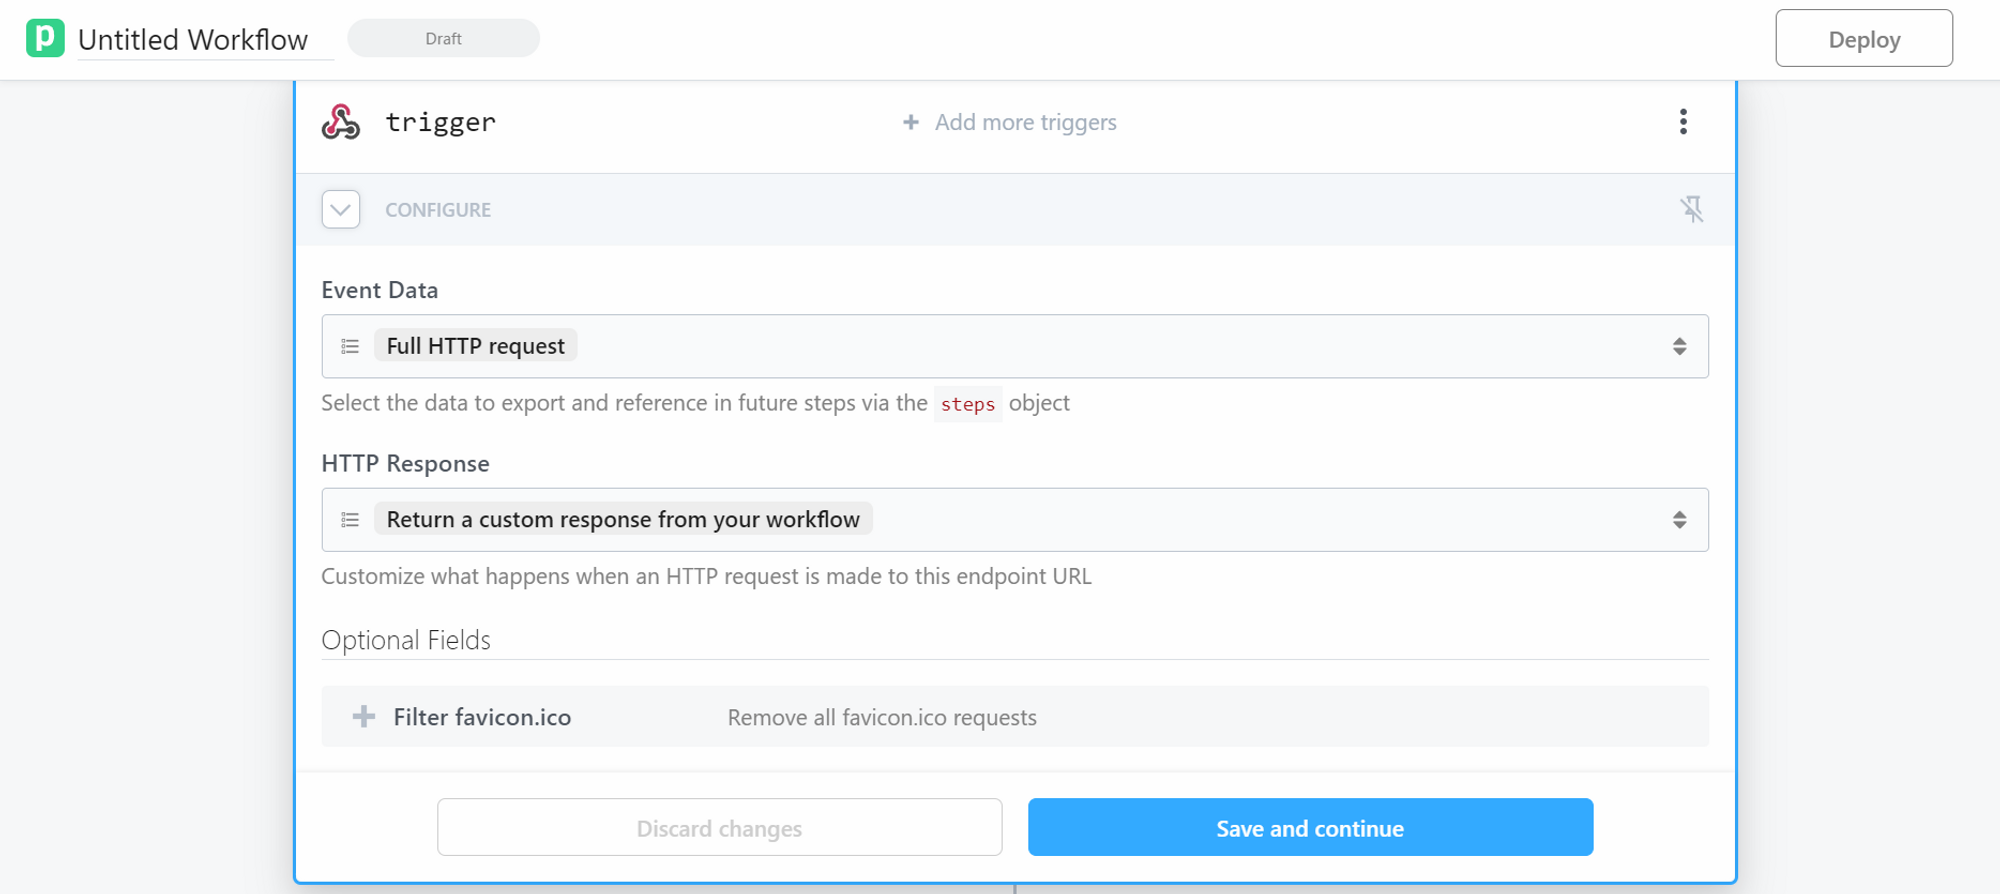 p Untitled Workflow Draft Deploy
trigger + Add more triggers
CONFIGURE
Event Data
Full HTTP request
Select the data to export and reference in future steps via the steps object
HTTP Response
Return a custom response from your workflow
Customize what happens when an HTTP request is made to this endpoint URL
Optional Fields
+ Filter favicon.ico Remove all favicon.ico requests
Discard changes Save and continue